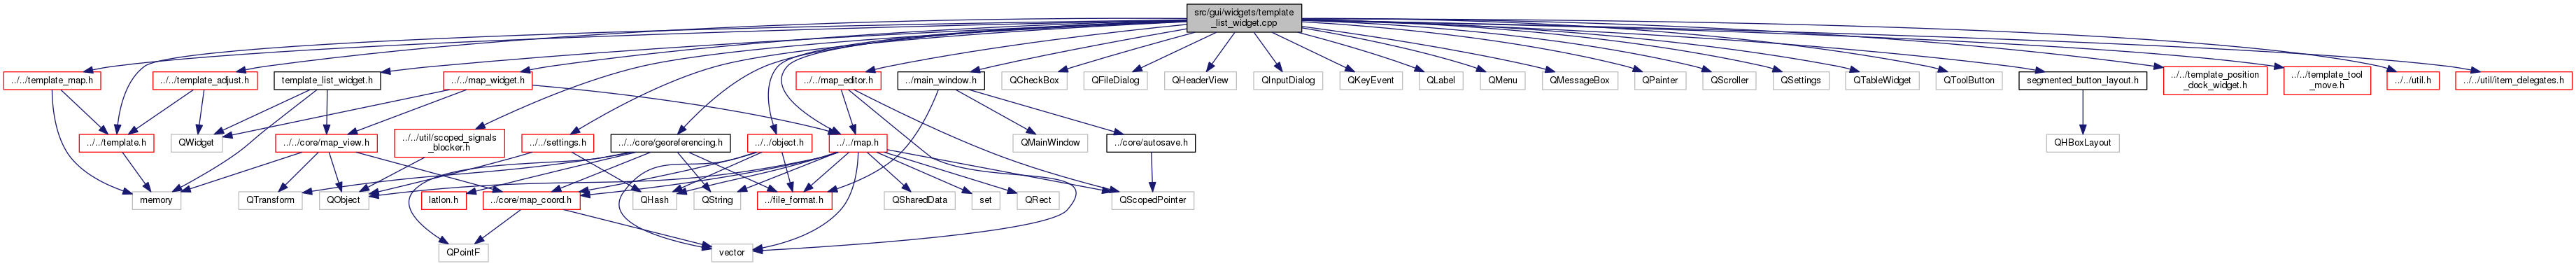 src/gui/widgets/template
_list_widget.cpp
../../template_map.h
../../template_adjust.h
template_list_widget.h
../../map_widget.h
../../map_editor.h
../main_window.h
QCheckBox
QFileDialog
QHeaderView
QInputDialog
QKeyEvent
QLabel
QMenu
QMessageBox
QPainter
QScroller
QSettings
QTableWidget
QToolButton
segmented_button_layout.h
../../template_position
_dock_widget.h
../../template_tool
_move.h
../../util.h
../../util/item_delegates.h
../../template.h
QWidget
../../core/map_view.h
../../util/scoped_signals
_blocker.h
../../settings.h
../../core/georeferencing.h
../../object.h
../../map.h
QMainWindow
../core/autosave.h
QHBoxLayout
memory
QTransform
QObject
latlon.h
../core/map_coord.h
QHash
QString
../file_format.h
QSharedData
set
QRect
QScopedPointer
QPointF
vector